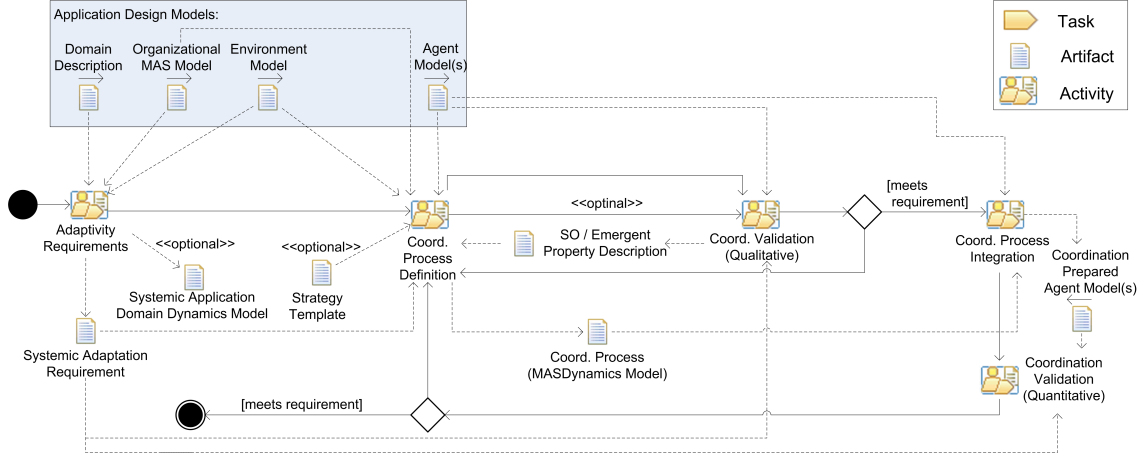 Application Design Models:
Domain
Description
Organizational
MAS Model
Environment
Model
Agent
Model(s)
Task
Artifact
Activity
Adaptivity
Requirements
<<optional>>
Systemic Application
Domain Dynamics Model
<<optional>>
Strategy
Template
Coord.
Process
Definition
<<optinal>>
SO / Emergent
Property Description
Coord. Validation
(Qualitative)
[meets
requirement]
Coord. Process
Integration
Coordination
Prepared
Agent Model(s)
Systemic Adaptation
Requirement
Coord. Process
(MASDynamics Model)
Coordination
Validation
(Quantitative)
[meets requirement]